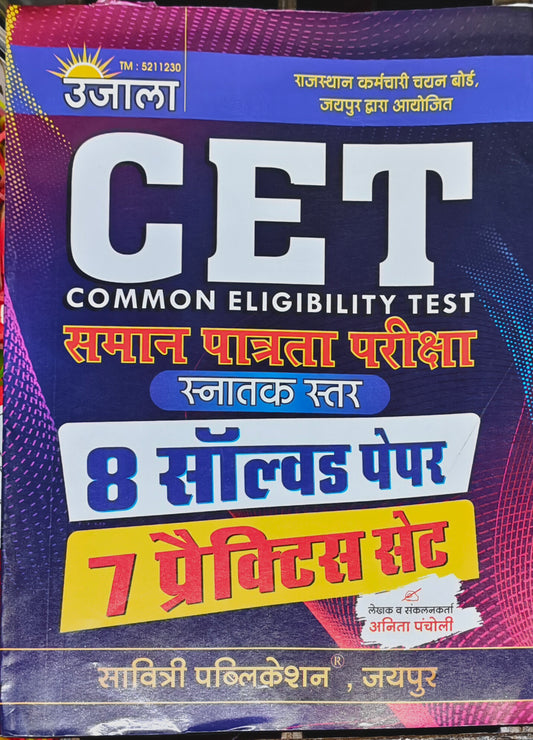 TM : 5211230
उजाला
राजस्थान कर्मचारी चयन बोर्ड,
जयपुर द्वारा आयोजित
CET
COMMON ELIGIBILITY TEST
समान पात्रता परीक्षा
स्नातक स्तर
8 सॉल्वड पेपर
7 प्रैक्टिस सेट
लेखक व संकलनकर्ता
अनिता पंचोली
सावित्री पब्लिकेशन®, जयपुर